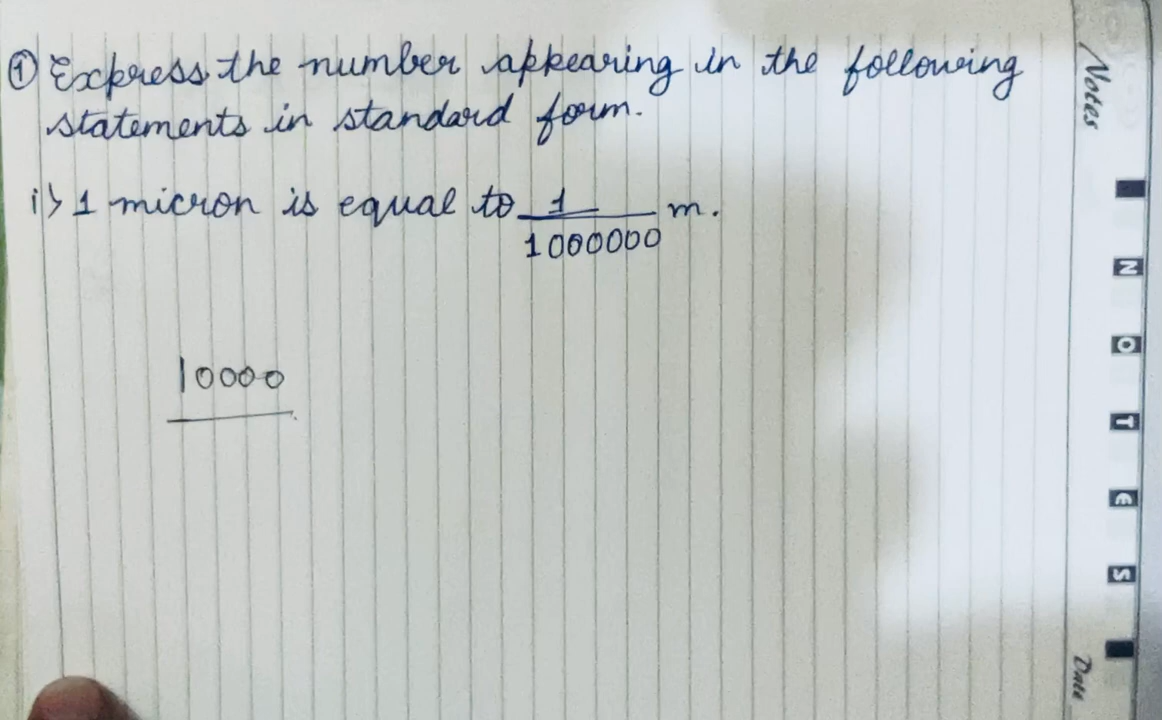 ① Express the number appearing in the following
statements in standard form.
i> 1 micron is equal to 1/1000000 m.
10000
Notes
NOTES
Date